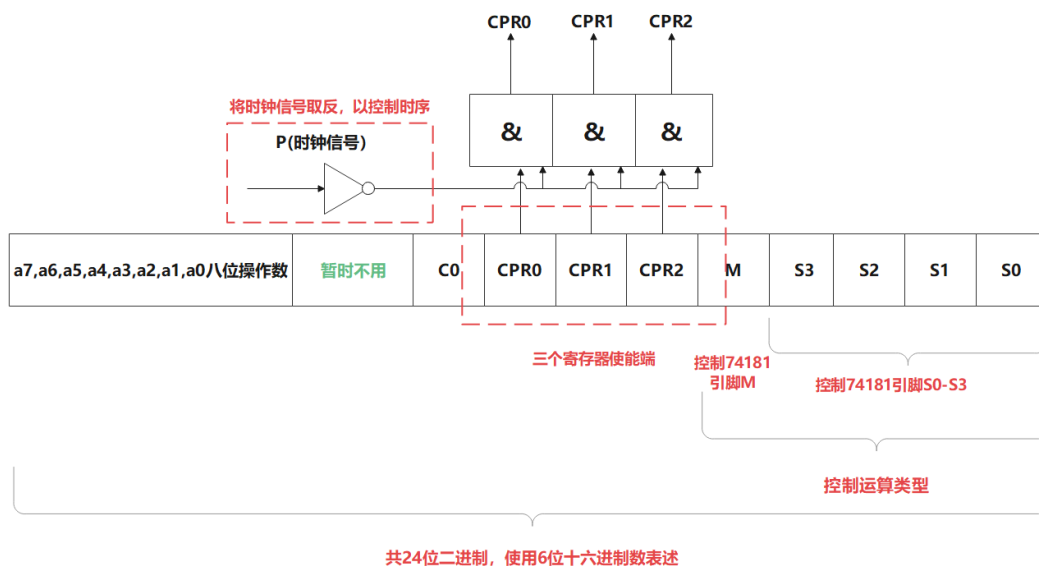 CPR0 CPR1 CPR2
将时钟信号取反，以控制时序
P(时钟信号)
& & &
a7,a6,a5,a4,a3,a2,a1,a0八位操作数 暂时不用 C0 CPR0 CPR1 CPR2 M S3 S2 S1 S0
三个寄存器使能端
控制74181
引脚M
控制74181引脚S0-S3
控制运算类型
共24位二进制，使用6位十六进制数表述